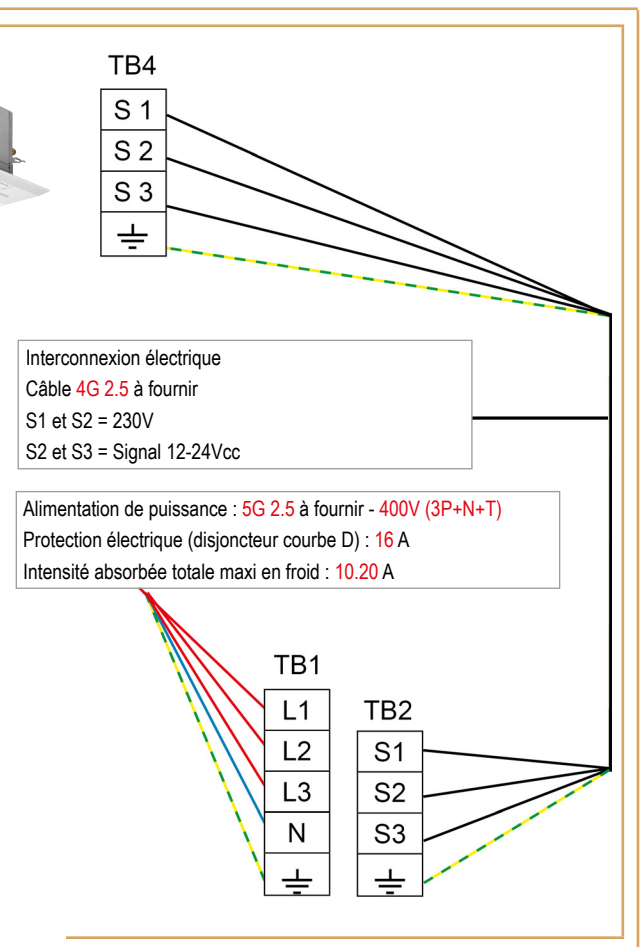 TB4
S 1
S 2
S 3
Interconnexion électrique
Câble 4G 2.5 à fournir
S1 et S2 = 230V
S2 et S3 = Signal 12-24Vcc
Alimentation de puissance : 5G 2.5 à fournir - 400V (3P+N+T)
Protection électrique (disjoncteur courbe D) : 16 A
Intensité absorbée totale maxi en froid : 10.20 A
TB1
L1
L2
L3
N
TB2
S1
S2
S3